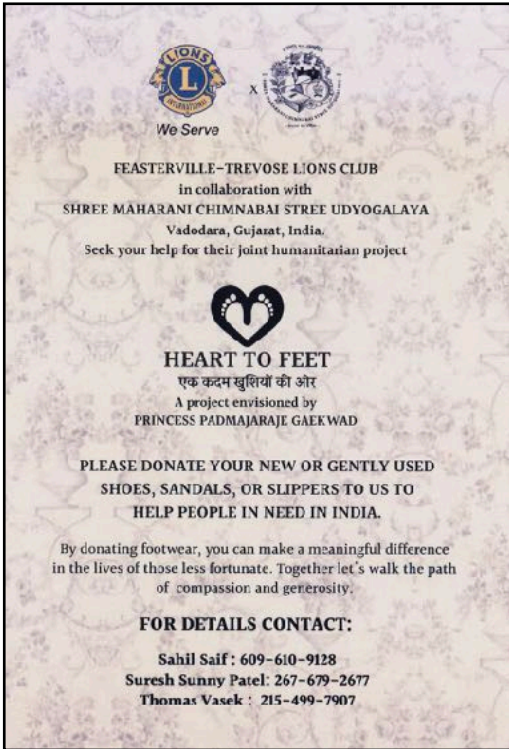 LIONS
L
INTERNATIONAL
X
We Serve
FEASTERVILLE-TREVOSE LIONS CLUB
in collaboration with
SHREE MAHARANI CHIMNABAI STREE UDYOGALAYA
Vadodara, Gujarat, India.
Seek your help for their joint humanitarian project
HEART TO FEET
एक कदम खुशियों की ओर
A project envisioned by
PRINCESS PADMAJARAJE GAEKWAD
PLEASE DONATE YOUR NEW OR GENTLY USED
SHOES, SANDALS, OR SLIPPERS TO US TO
HELP PEOPLE IN NEED IN INDIA.
By donating footwear, you can make a meaningful difference
in the lives of those less fortunate. Together let's walk the path
of compassion and generosity.
FOR DETAILS CONTACT:
Sahil Saif : 609-610-9128
Suresh Sunny Patel: 267-679-2677
Thomas Vasek : 215-499-7907